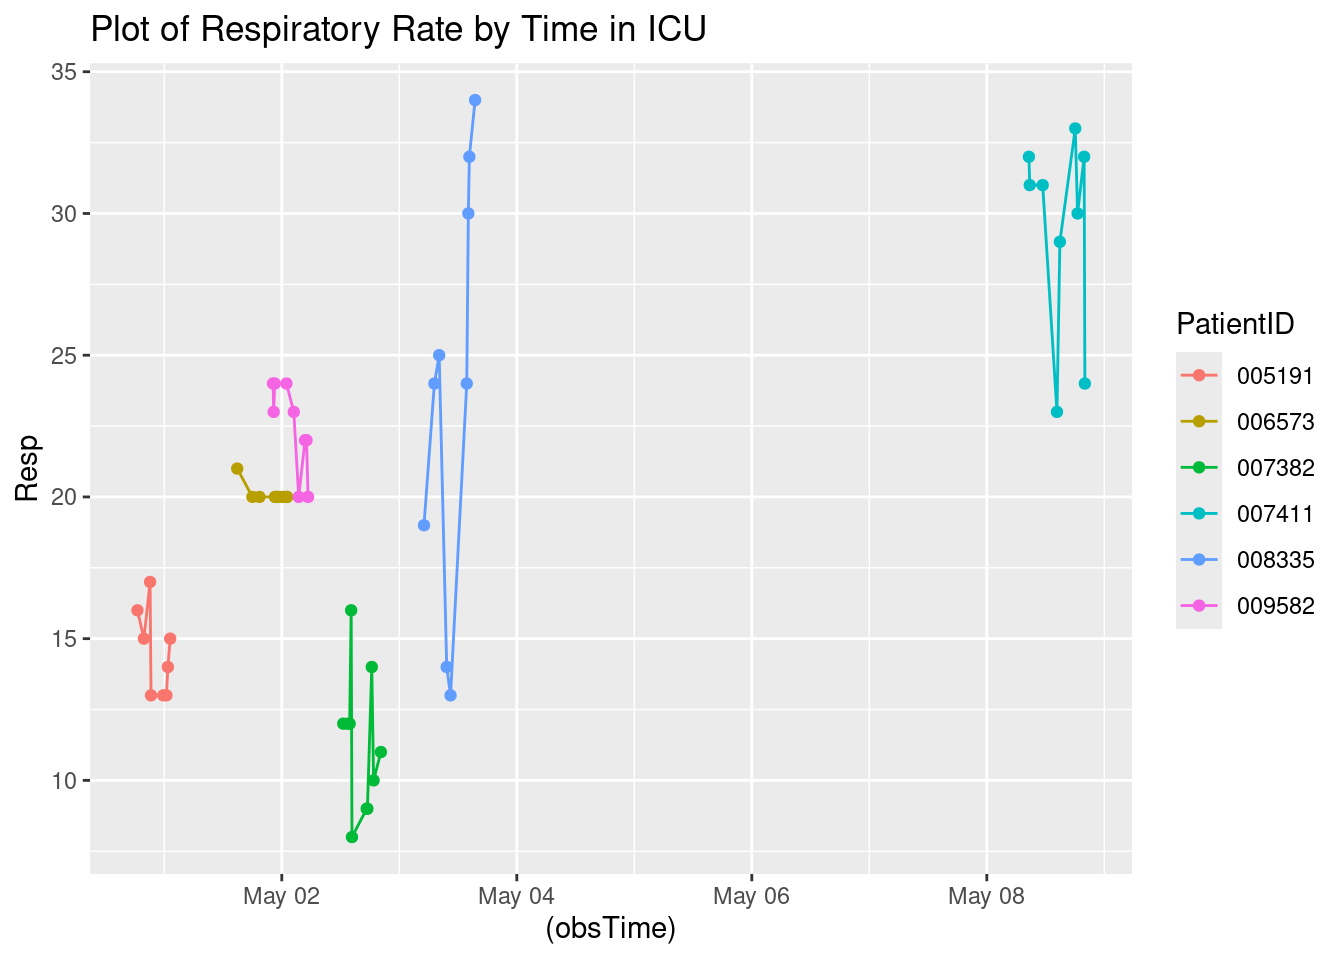 Plot of Respiratory Rate by Time in ICU
35
30
25
20
15
10
Resp
May 02
May 04
May 06
May 08
(obsTime)
PatientID
005191
006573
007382
007411
008335
009582